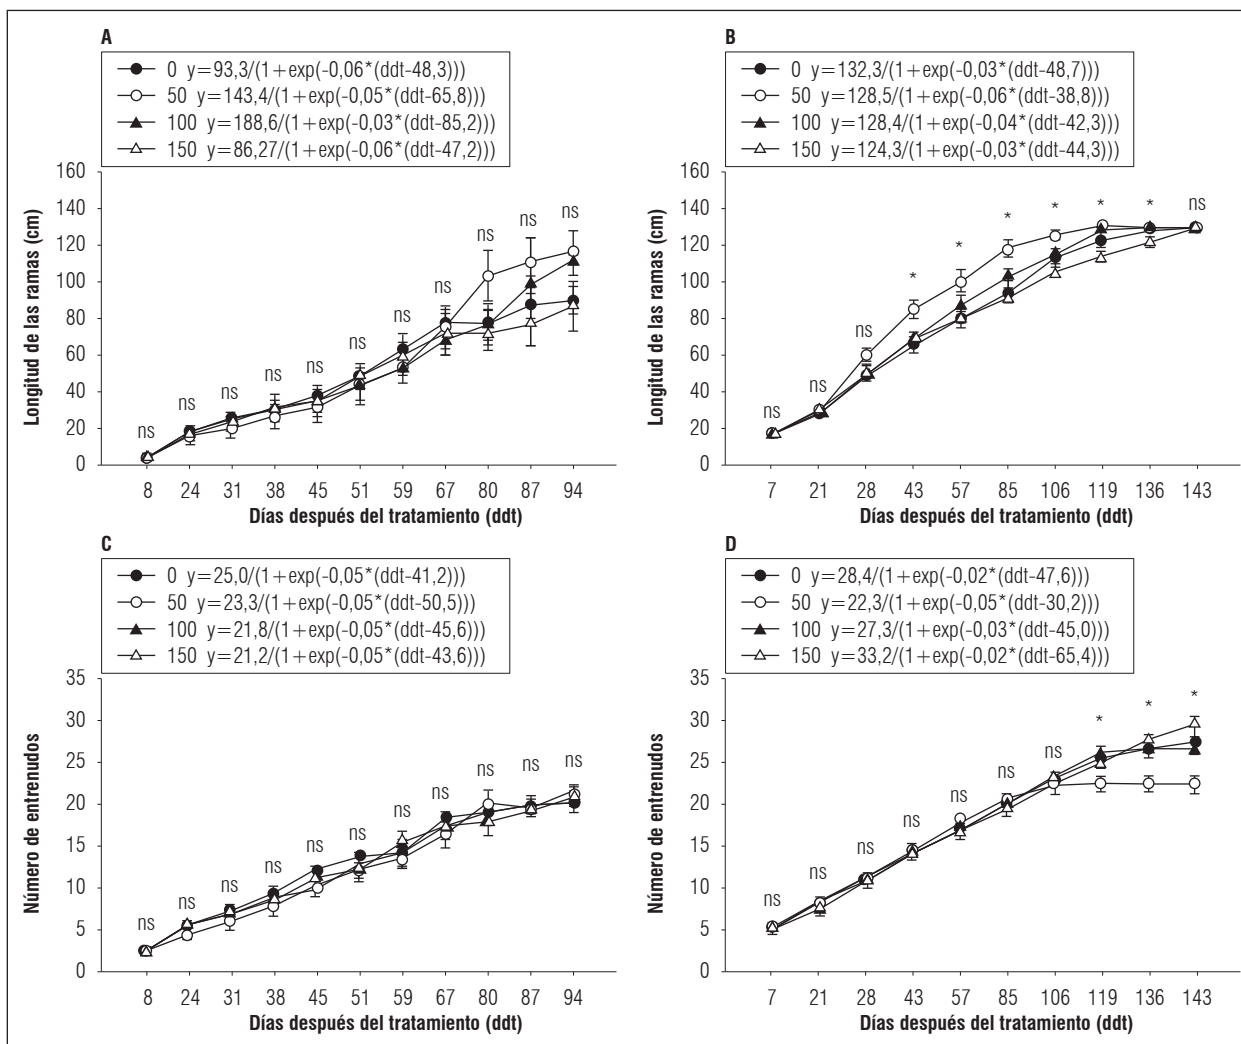 A
0 y=93,3/(1+exp(-0,06*(ddt-48,3)))
50 y=143,4/(1+exp(-0,05*(ddt-65,8)))
100 y=188,6/(1+exp(-0,03*(ddt-85,2)))
150 y=86,27/(1+exp(-0,06*(ddt-47,2)))
Longitud de las ramas (cm)
160
140
120
100
80
60
40
20
0
ns ns ns ns ns ns ns ns ns ns ns
8 24 31 38 45 51 59 67 80 87 94
Días después del tratamiento (ddt)
B
0 y=132,3/(1+exp(-0,03*(ddt-48,7)))
50 y=128,5/(1+exp(-0,06*(ddt-38,8)))
100 y=128,4/(1+exp(-0,04*(ddt-42,3)))
150 y=124,3/(1+exp(-0,03*(ddt-44,3)))
Longitud de las ramas (cm)
160
140
120
100
80
60
40
20
0
ns ns ns * * * * * * ns
7 21 28 43 57 85 106 119 136 143
Días después del tratamiento (ddt)
C
0 y=25,0/(1+exp(-0,05*(ddt-41,2)))
50 y=23,3/(1+exp(-0,05*(ddt-50,5)))
100 y=21,8/(1+exp(-0,05*(ddt-45,6)))
150 y=21,2/(1+exp(-0,05*(ddt-43,6)))
Número de entrenudos
35
30
25
20
15
10
5
0
ns ns ns ns ns ns ns ns ns ns ns
8 24 31 38 45 51 59 67 80 87 94
Días después del tratamiento (ddt)
D
0 y=28,4/(1+exp(-0,02*(ddt-47,6)))
50 y=22,3/(1+exp(-0,05*(ddt-30,2)))
100 y=27,3/(1+exp(-0,03*(ddt-45,0)))
150 y=33,2/(1+exp(-0,02*(ddt-65,4)))
Número de entrenudos
35
30
25
20
15
10
5
0
ns ns ns ns ns ns ns * * *
7 21 28 43 57 85 106 119 136 143
Días después del tratamiento (ddt)